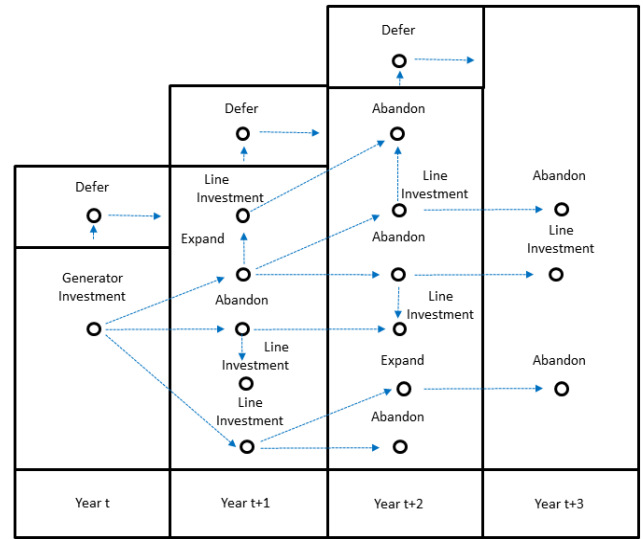 Defer
Defer
Defer
Generator
Investment
Line
Investment
Expand
Abandon
Line
Investment
Line
Investment
Abandon
Line
Investment
Abandon
Line
Investment
Expand
Abandon
Abandon
Line
Investment
Abandon
Year t
Year t+1
Year t+2
Year t+3